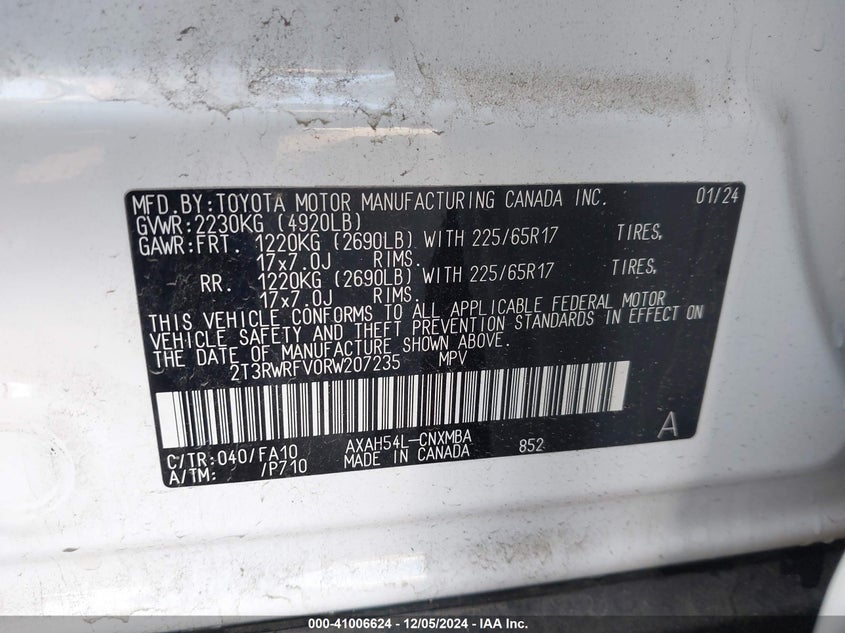 MFD.BY:TOYOTA MOTOR MANUFACTURING CANADA INC. 01/24
GVWR:2230KG (4920LB)
GAWR:FRT. 1220KG (2690LB) WITH 225/65R17 TIRES,
17x7.0J RIMS.
RR. 1220KG (2690LB) WITH 225/65R17 TIRES,
17x7.0J RIMS.
THIS VEHICLE CONFORMS TO ALL APPLICABLE FEDERAL MOTOR
VEHICLE SAFETY AND THEFT PREVENTION STANDARDS IN EFFECT ON
THE DATE OF MANUFACTURE SHOWN ABOVE.
2T3RWRFV0RW207235 MPV
C/TR:040/FA10 AXAH54L-CNXMBA 852 A
A/TM: /P710 MADE IN CANADA
000-41006624 - 12/05/2024 - IAAI.com